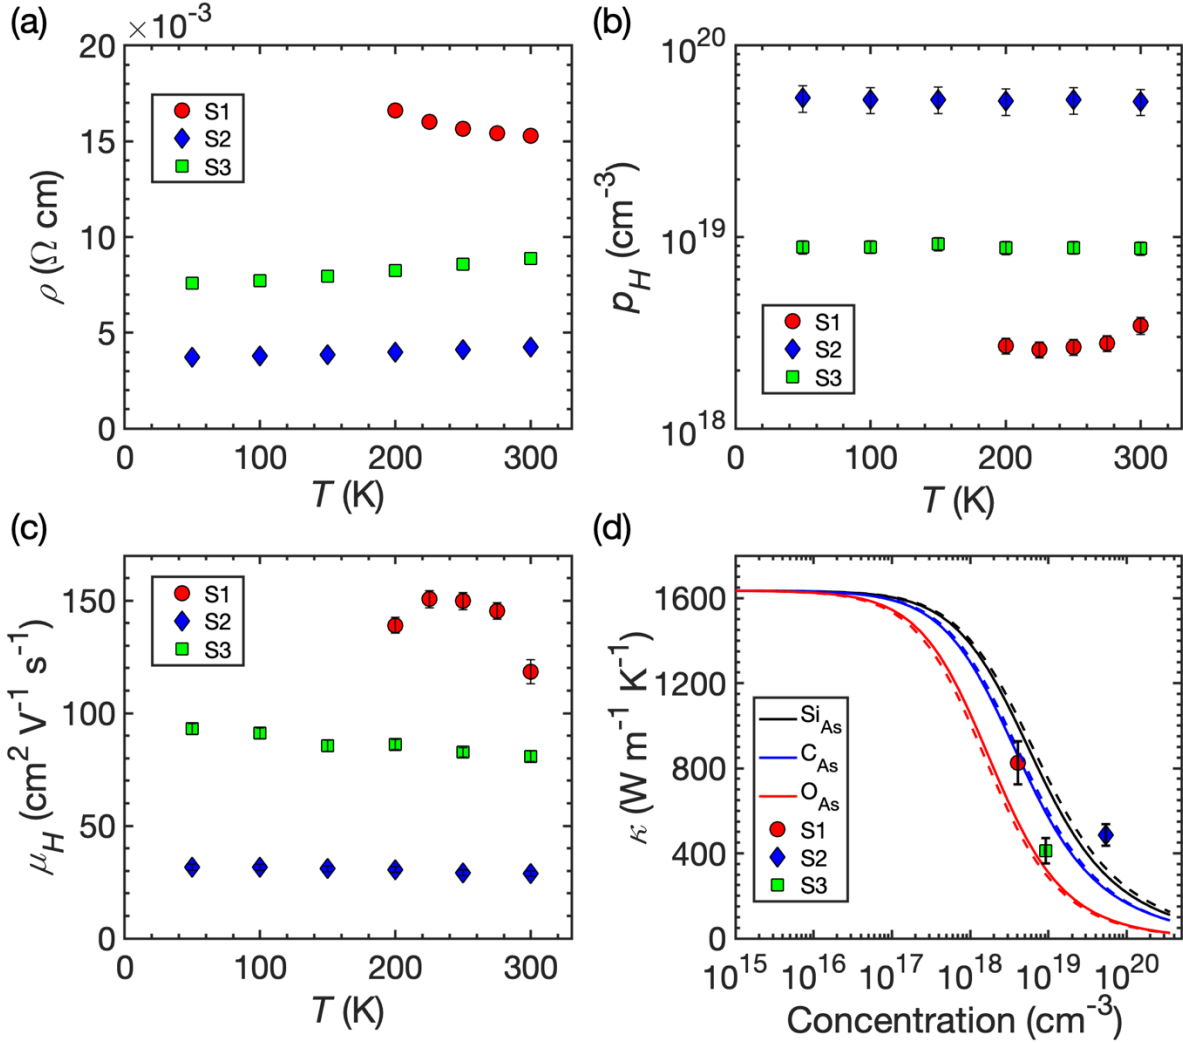 (a)
×10⁻³
20
15
10
5
0
ρ (Ω cm)
S1
S2
S3
0 100 200 300
T (K)
(b)
10²⁰
10¹⁹
10¹⁸
p_H (cm⁻³)
S1
S2
S3
0 100 200 300
T (K)
(c)
150
100
50
0
μ_H (cm² V⁻¹ s⁻¹)
S1
S2
S3
0 100 200 300
T (K)
(d)
1600
1200
800
400
0
κ (W m⁻¹ K⁻¹)
Si_As
C_As
O_As
S1
S2
S3
10¹⁵ 10¹⁶ 10¹⁷ 10¹⁸ 10¹⁹ 10²⁰
Concentration (cm⁻³)